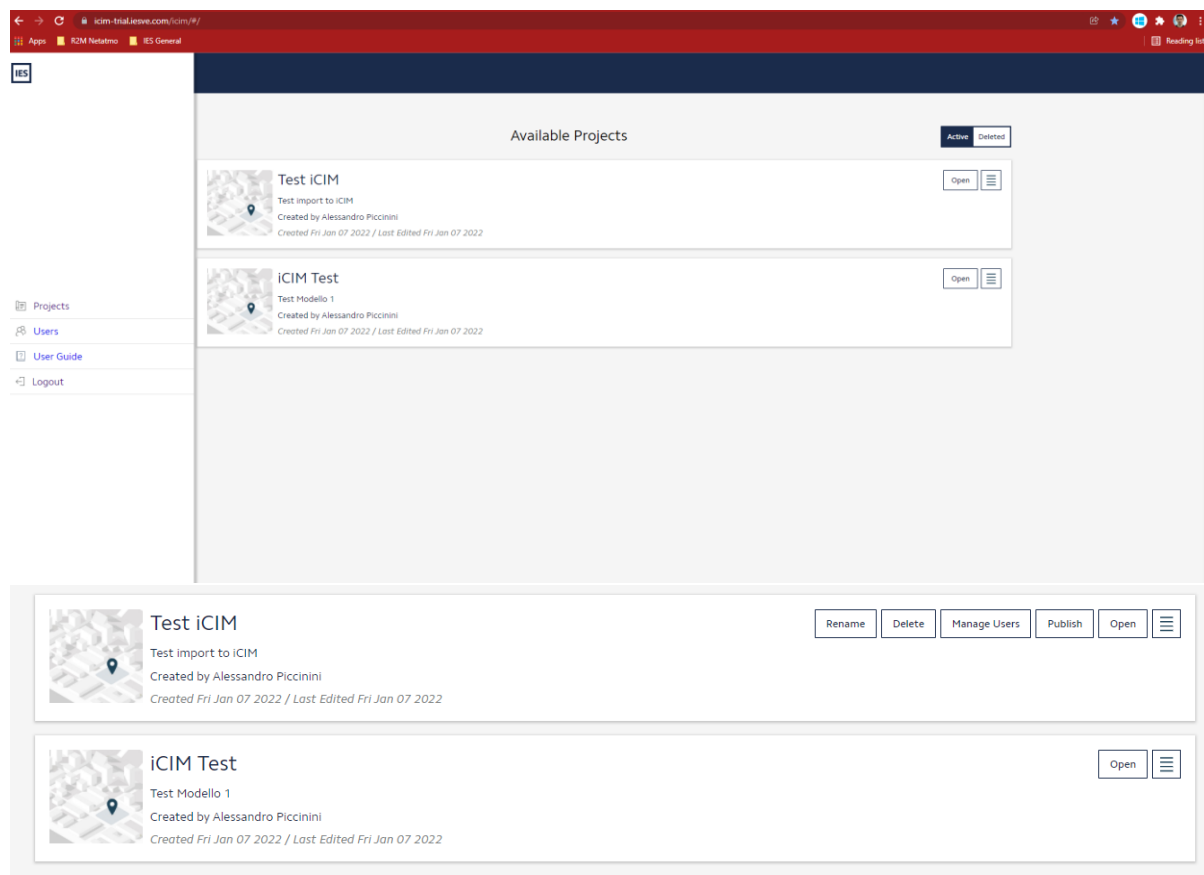 icim-trial.iesve.com/icim/#/
Apps R2M Netatmo IES General Reading list
IES
Available Projects
Active Deleted
Test iCIM
Open
Test import to iCIM
Created by Alessandro Piccinini
Created Fri Jan 07 2022 / Last Edited Fri Jan 07 2022
iCIM Test
Open
Test Modello 1
Created by Alessandro Piccinini
Created Fri Jan 07 2022 / Last Edited Fri Jan 07 2022
Projects
Users
User Guide
Logout
Test iCIM
Rename Delete Manage Users Publish Open
Test import to iCIM
Created by Alessandro Piccinini
Created Fri Jan 07 2022 / Last Edited Fri Jan 07 2022
iCIM Test
Open
Test Modello 1
Created by Alessandro Piccinini
Created Fri Jan 07 2022 / Last Edited Fri Jan 07 2022